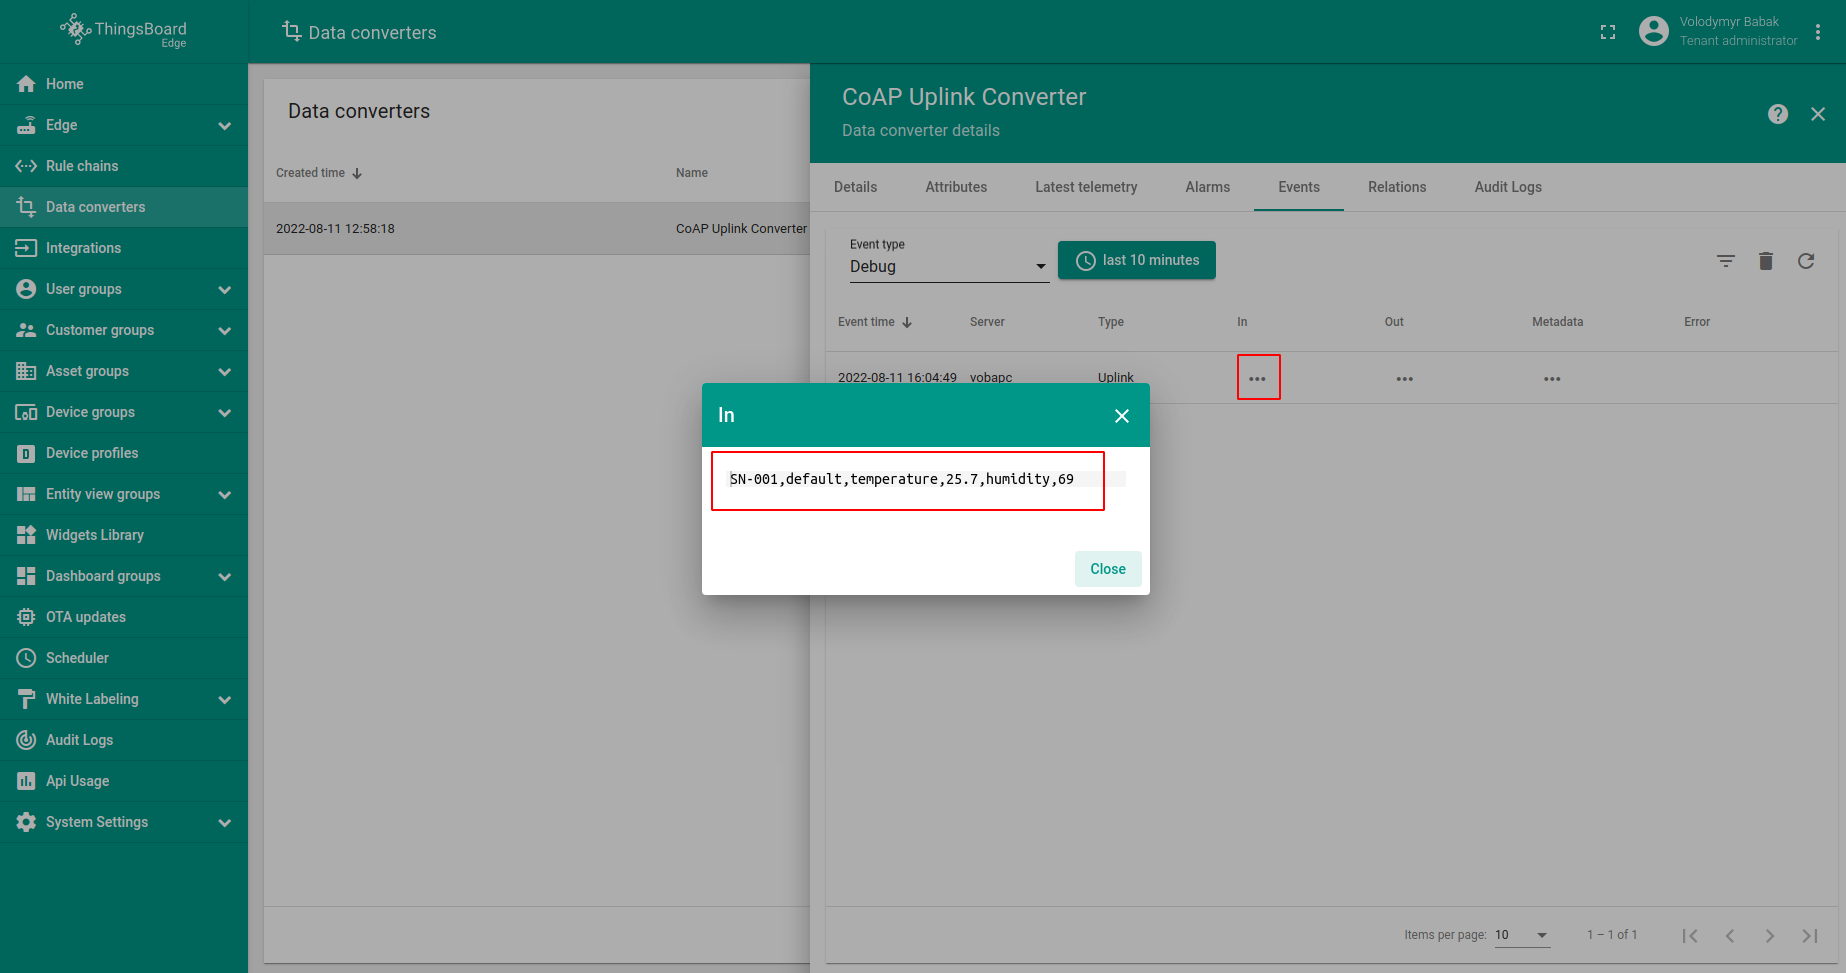 ThingsBoard
Edge
Data converters
Volodymyr Babak
Tenant administrator
Home
Edge
Rule chains
Data converters
Integrations
User groups
Customer groups
Asset groups
Device groups
Device profiles
Entity view groups
Widgets Library
Dashboard groups
OTA updates
Scheduler
White Labeling
Audit Logs
Api Usage
System Settings
Data converters
Created time
Name
2022-08-11 12:58:18
CoAP Uplink Converter
CoAP Uplink Converter
Data converter details
Details
Attributes
Latest telemetry
Alarms
Events
Relations
Audit Logs
Event type
Debug
last 10 minutes
Event time
Server
Type
In
Out
Metadata
Error
2022-08-11 16:04:49
vobapc
Uplink
In
SN-001,default,temperature,25.7,humidity,69
Close
Items per page:
10
1 – 1 of 1